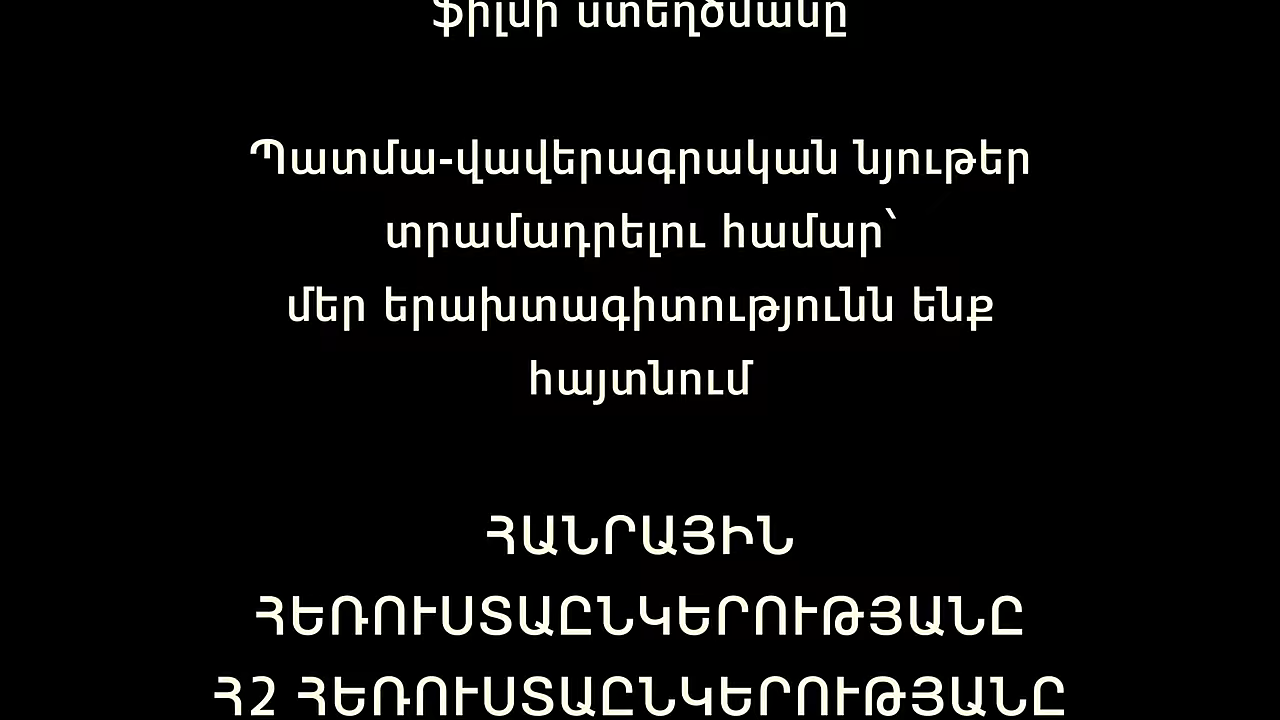 ֆիլմի ստեղծմանը
Պատմա-վավերագրական նյութեր
տրամադրելու համար՝
մեր երախտագիտությունն ենք
հայտնում
ՀԱՆՐԱՅԻՆ
ՀԵՌՈՒՍՏԱԸՆԿԵՐՈՒԹՅԱՆԸ
Հ2 ՀԵՌՈՒՍՏԱԸՆԿԵՐՈՒԹՅԱՆԸ